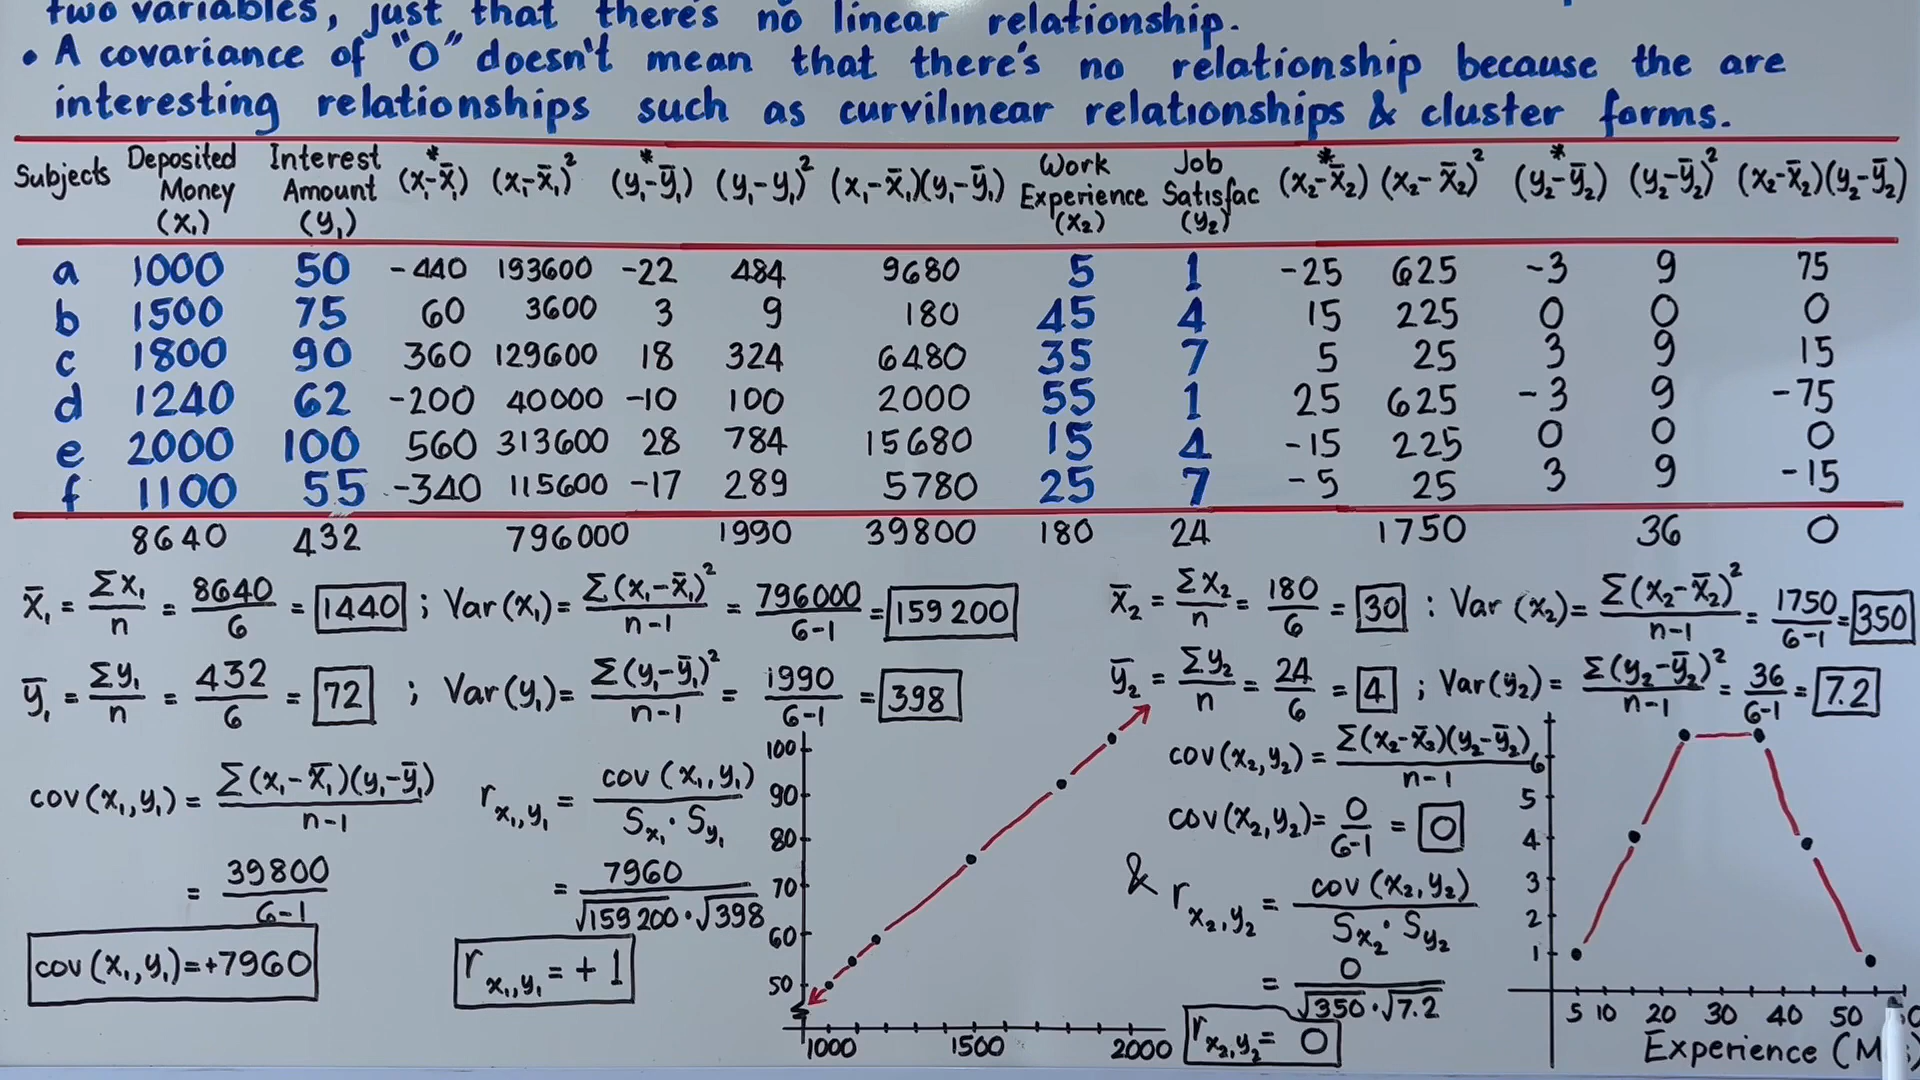 two variables, just that there's no linear relationship.
• A covariance of "0" doesn't mean that there's no relationship because the are
interesting relationships such as curvilinear relationships & cluster forms.
Subjects Deposited Money (x₁) Interest Amount (y₁) (x₁-x̄₁)* (x₁-x̄₁)² (y₁-ȳ₁)* (y₁-y₁)² (x₁-x̄₁)(y₁-ȳ₁) Work Experience (x₂) Job Satisfac (y₂) (x₂-x̄₂)* (x₂-x̄₂)² (y₂-ȳ₂)* (y₂-ȳ₂)² (x₂-x̄₂)(y₂-ȳ₂)
a 1000 50 -440 193600 -22 484 9680 5 1 -25 625 -3 9 75
b 1500 75 60 3600 3 9 180 45 4 15 225 0 0 0
c 1800 90 360 129600 18 324 6480 35 7 5 25 3 9 15
d 1240 62 -200 40000 -10 100 2000 55 1 25 625 -3 9 -75
e 2000 100 560 313600 28 784 15680 15 4 -15 225 0 0 0
f 1100 55 -340 115600 -17 289 5780 25 7 -5 25 3 9 -15
8640 432 796000 1990 39800 180 24 1750 36 0
x̄₁ = Σx₁/n = 8640/6 = 1440 ; Var(x₁) = Σ(x₁-x̄₁)²/n-1 = 796000/6-1 = 159200
ȳ₁ = Σy₁/n = 432/6 = 72 ; Var(y₁) = Σ(y₁-ȳ₁)²/n-1 = 1990/6-1 = 398
cov(x₁,y₁) = Σ(x₁-x̄₁)(y₁-ȳ₁)/n-1
= 39800/6-1
cov(x₁,y₁)=+7960
r x₁,y₁ = cov(x₁,y₁)/Sx₁·Sy₁
= 7960/√159200·√398
r x₁,y₁ = +1
100
90
80
70
60
50
1000 1500 2000
x̄₂ = Σx₂/n = 180/6 = 30 : Var(x₂) = Σ(x₂-x̄₂)²/n-1 = 1750/6-1 = 350
ȳ₂ = Σy₂/n = 24/6 = 4 ; Var(y₂) = Σ(y₂-ȳ₂)²/n-1 = 36/6-1 = 7.2
cov(x₂,y₂) = Σ(x₂-x̄₂)(y₂-ȳ₂)/n-1
cov(x₂,y₂) = 0/6-1 = 0
& r x₂,y₂ = cov(x₂,y₂)/Sx₂·Sy₂
= 0/√350·√7.2
r x₂,y₂ = 0
6
5
4
3
2
1
5 10 20 30 40 50
Experience (M